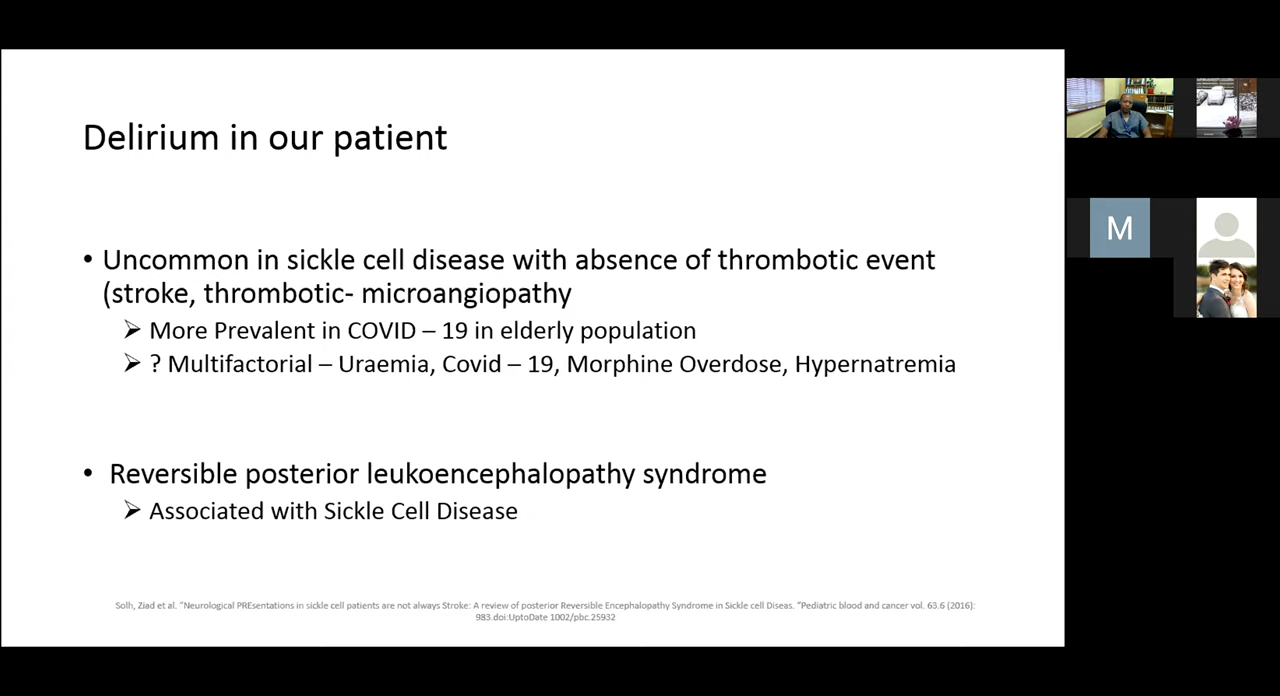 Delirium in our patient
• Uncommon in sickle cell disease with absence of thrombotic event
(stroke, thrombotic- microangiopathy
➢ More Prevalent in COVID – 19 in elderly population
➢ ? Multifactorial – Uraemia, Covid – 19, Morphine Overdose, Hypernatremia
• Reversible posterior leukoencephalopathy syndrome
➢ Associated with Sickle Cell Disease
Solh, Ziad et al. "Neurological PREsentations in sickle cell patients are not always Stroke: A review of posterior Reversible Encephalopathy Syndrome in Sickle cell Diseas. "Pediatric blood and cancer vol. 63.6 (2016):
983.doi:UptoDate 1002/pbc.25932
M